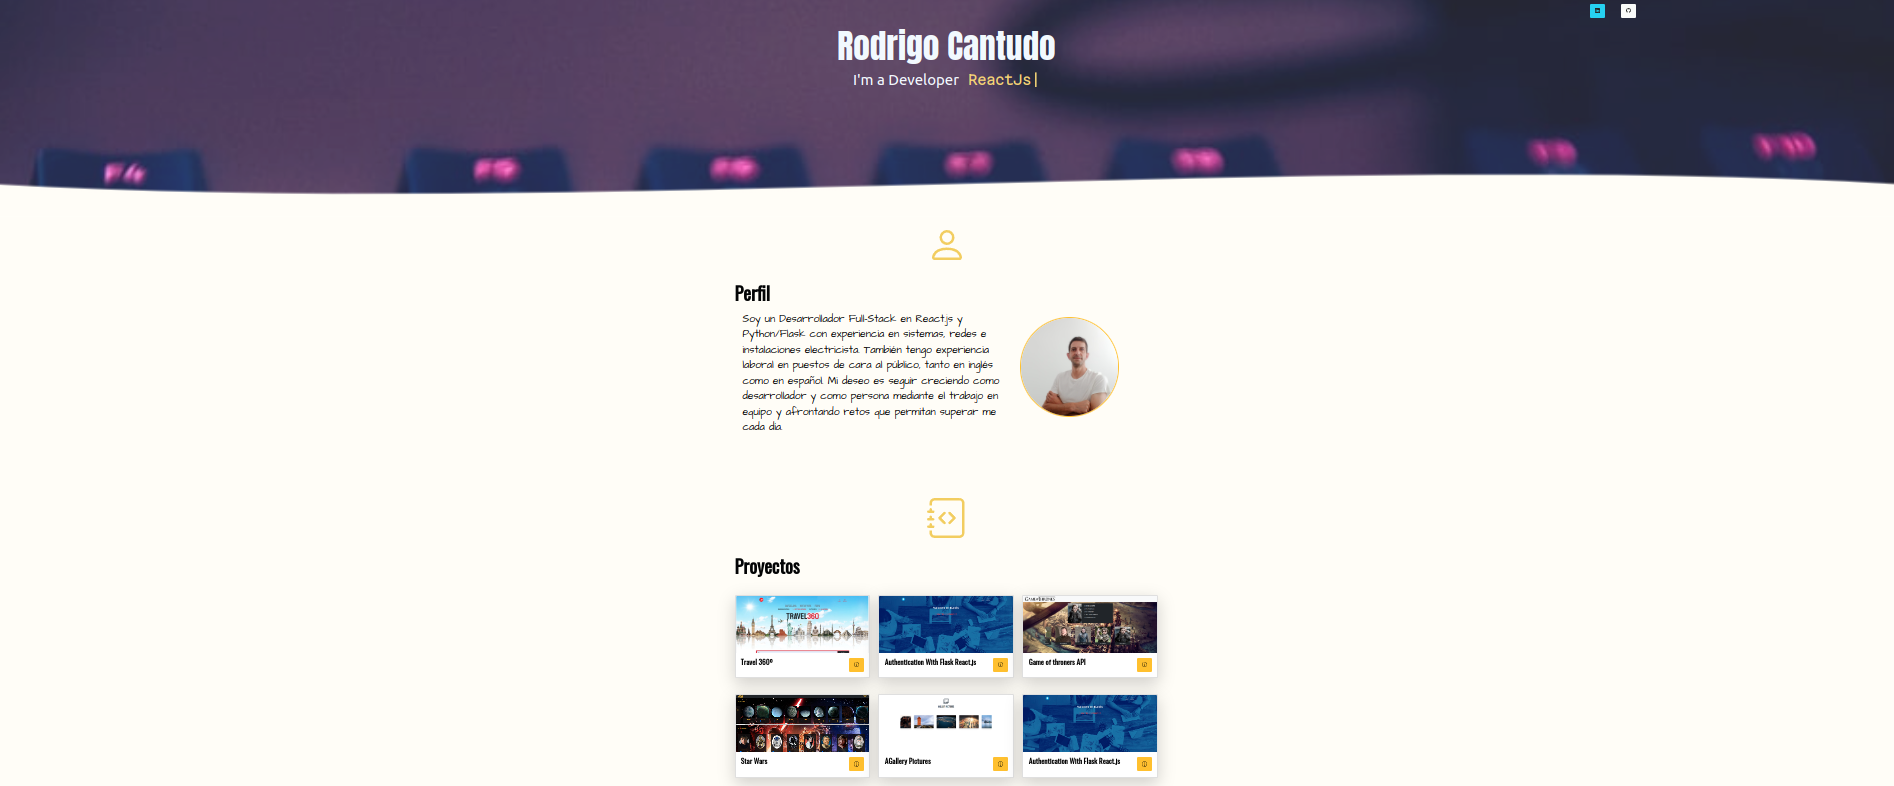 Rodrigo Cantudo
I'm a Developer ReactJs|
Perfil
Soy un Desarrollador Full-Stack en React.js y
Python/Flask con experiencia en sistemas, redes e
instalaciones electricista. También tengo experiencia
laboral en puestos de cara al público, tanto en inglés
como en español. Mi deseo es seguir creciendo como
desarrollador y como persona mediante el trabajo en
equipo y afrontando retos que permitan superar me
cada dia.
Proyectos
TRAVEL360
Travel 360º
Authentication With Flask React.js
Game of throners API
Star Wars
AGallery Pictures
Authentication With Flask React.js